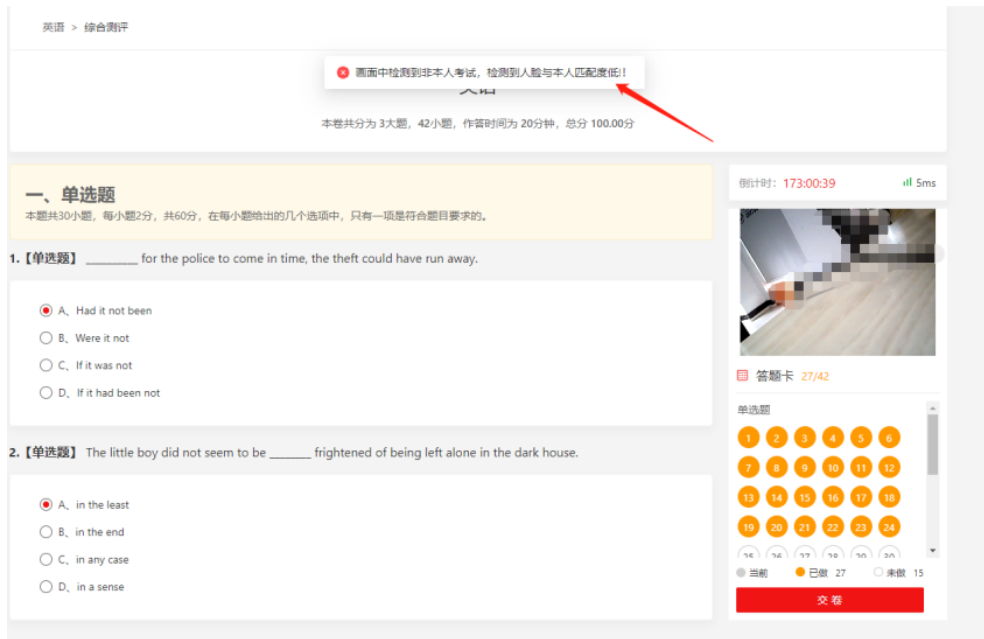 英语 > 综合测评
画面中检测到非本人考试，检测到人脸与本人匹配度低!!
本卷共分为 3大题，42小题，作答时间为 20分钟，总分 100.00分
一、单选题
本题共30小题，每小题2分，共60分，在每小题给出的几个选项中，只有一项是符合题目要求的。
1.【单选题】 _________ for the police to come in time, the theft could have run away.
A、Had it not been
B、Were it not
C、If it was not
D、If it had been not
2.【单选题】 The little boy did not seem to be _______ frightened of being left alone in the dark house.
A、in the least
B、in the end
C、in any case
D、in a sense
倒计时： 173:00:39 5ms
答题卡 27/42
单选题
1 2 3 4 5 6
7 8 9 10 11 12
13 14 15 16 17 18
19 20 21 22 23 24
25 26 27 28 29 30
当前 已做 27 未做 15
交卷